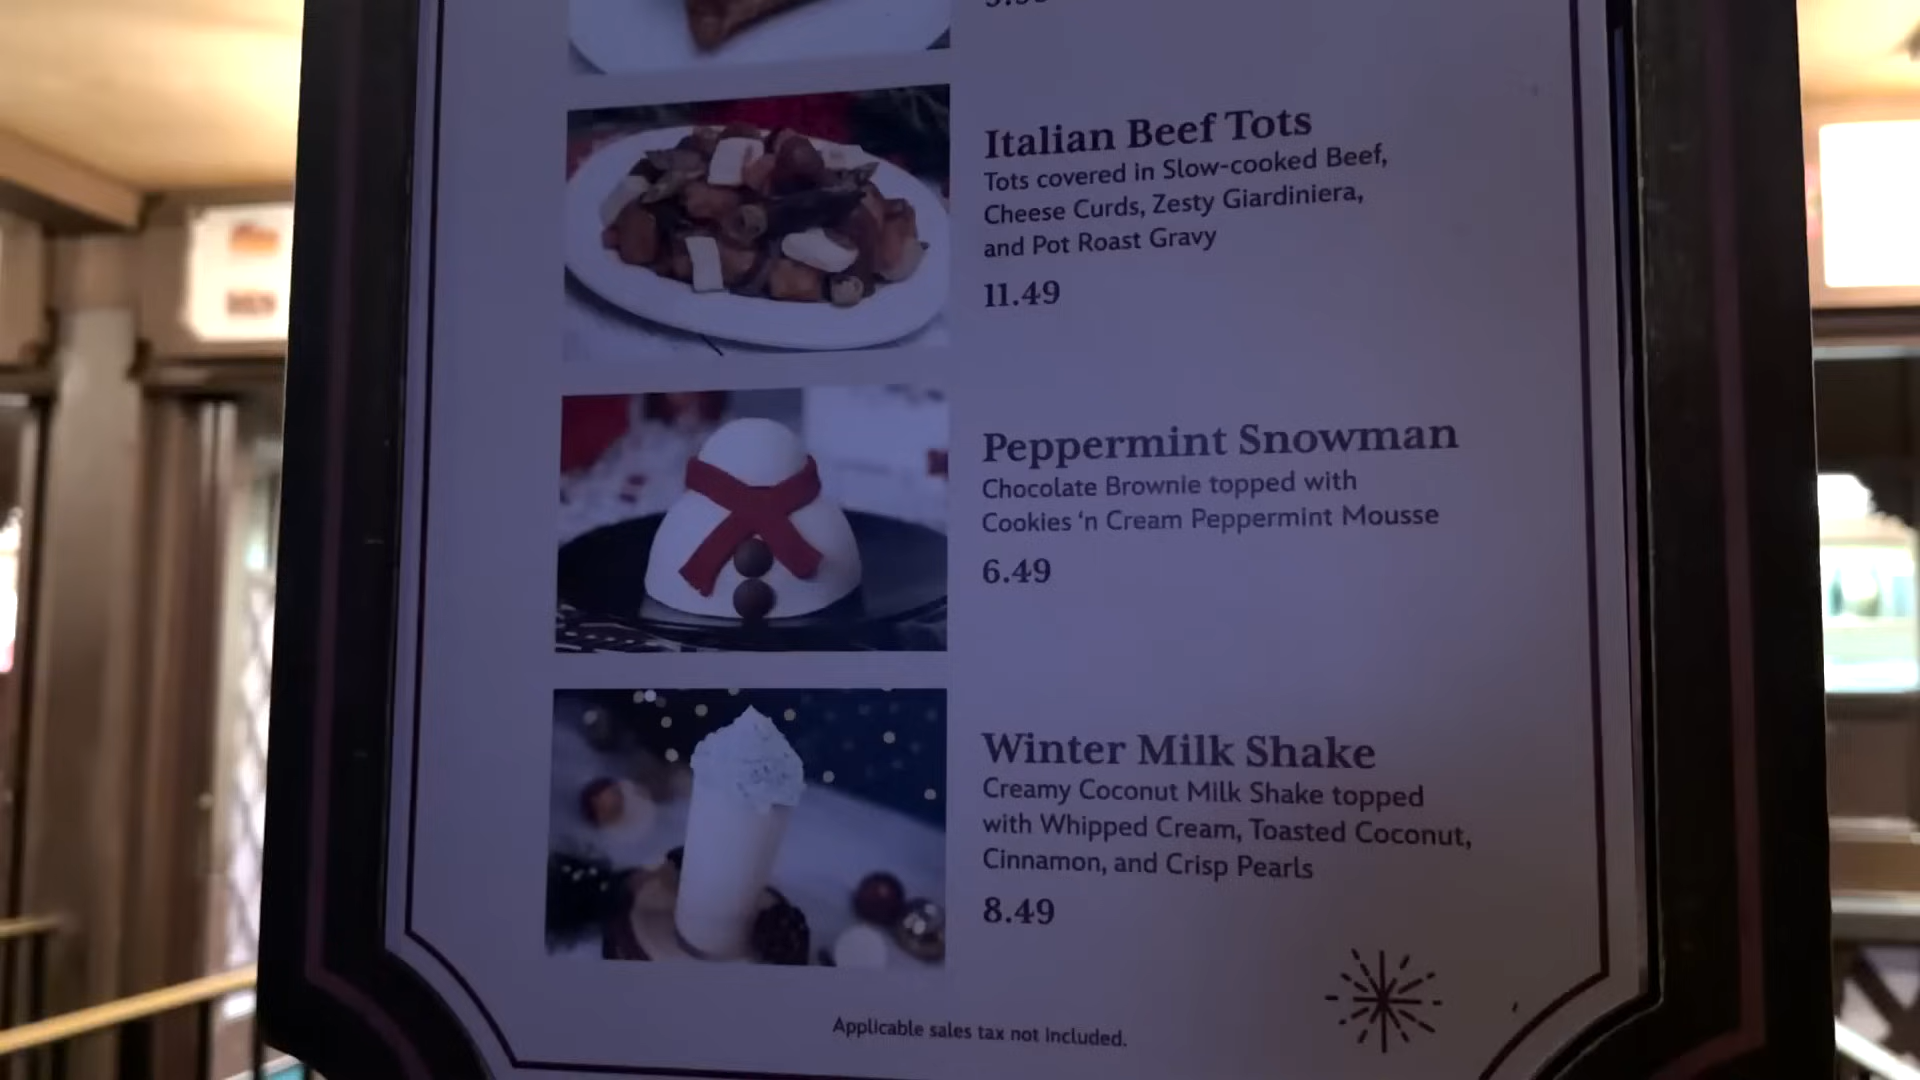 Italian Beef Tots
Tots covered in Slow-cooked Beef,
Cheese Curds, Zesty Giardiniera,
and Pot Roast Gravy
11.49
Peppermint Snowman
Chocolate Brownie topped with
Cookies ‘n Cream Peppermint Mousse
6.49
Winter Milk Shake
Creamy Coconut Milk Shake topped
with Whipped Cream, Toasted Coconut,
Cinnamon, and Crisp Pearls
8.49
Applicable sales tax not included.